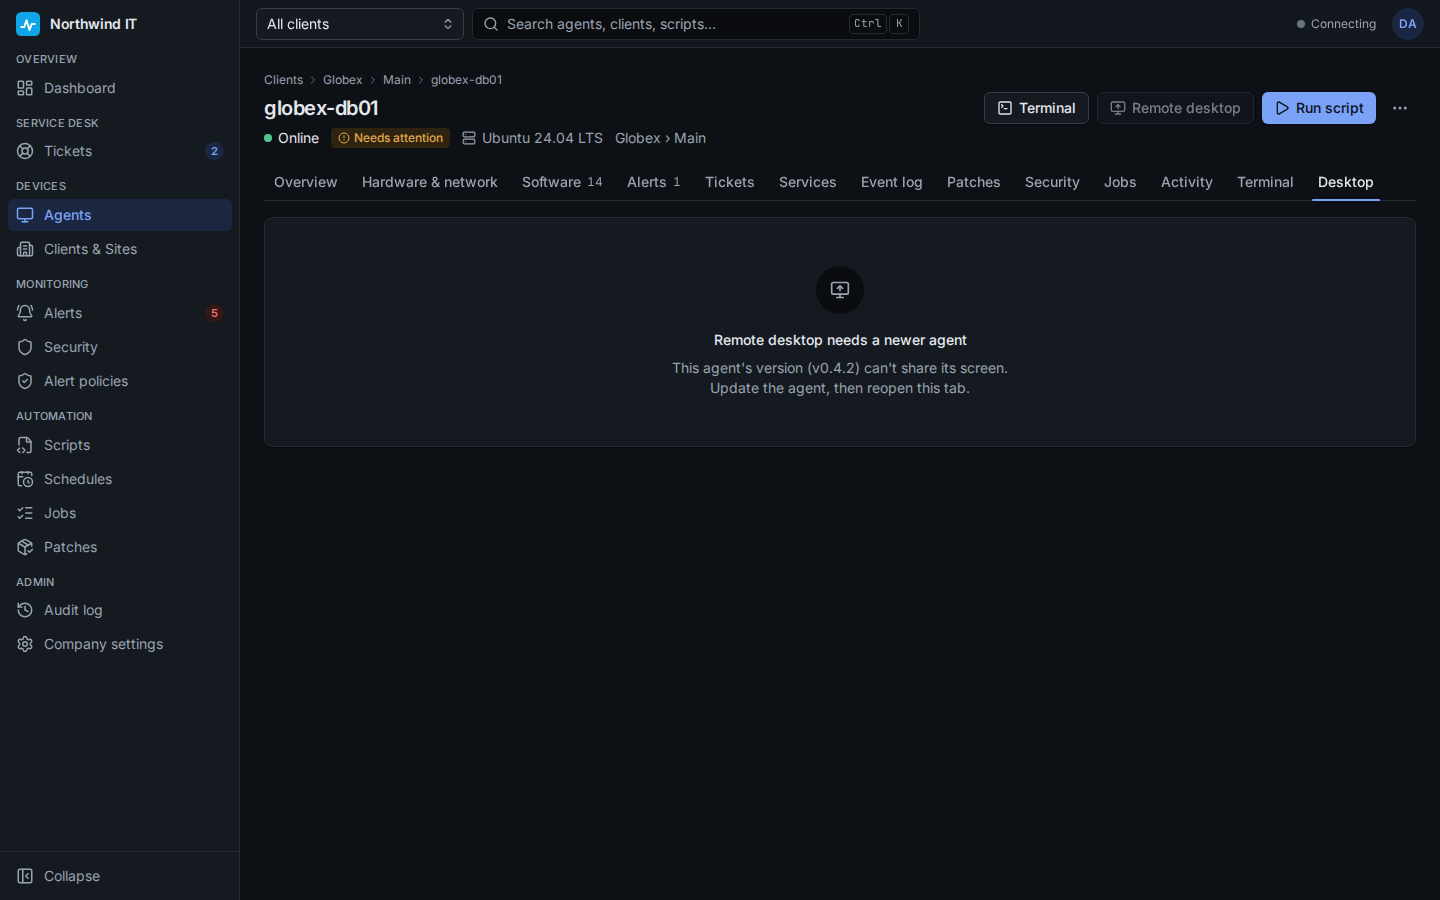 Northwind IT
OVERVIEW
Dashboard
SERVICE DESK
Tickets 2
DEVICES
Agents
Clients & Sites
MONITORING
Alerts 5
Security
Alert policies
AUTOMATION
Scripts
Schedules
Jobs
Patches
ADMIN
Audit log
Company settings
Collapse
All clients
Search agents, clients, scripts... Ctrl K
Connecting
DA
Clients > Globex > Main > globex-db01
globex-db01
Terminal
Remote desktop
Run script
Online Needs attention Ubuntu 24.04 LTS Globex › Main
Overview Hardware & network Software 14 Alerts 1 Tickets Services Event log Patches Security Jobs Activity Terminal Desktop
Remote desktop needs a newer agent
This agent's version (v0.4.2) can't share its screen.
Update the agent, then reopen this tab.